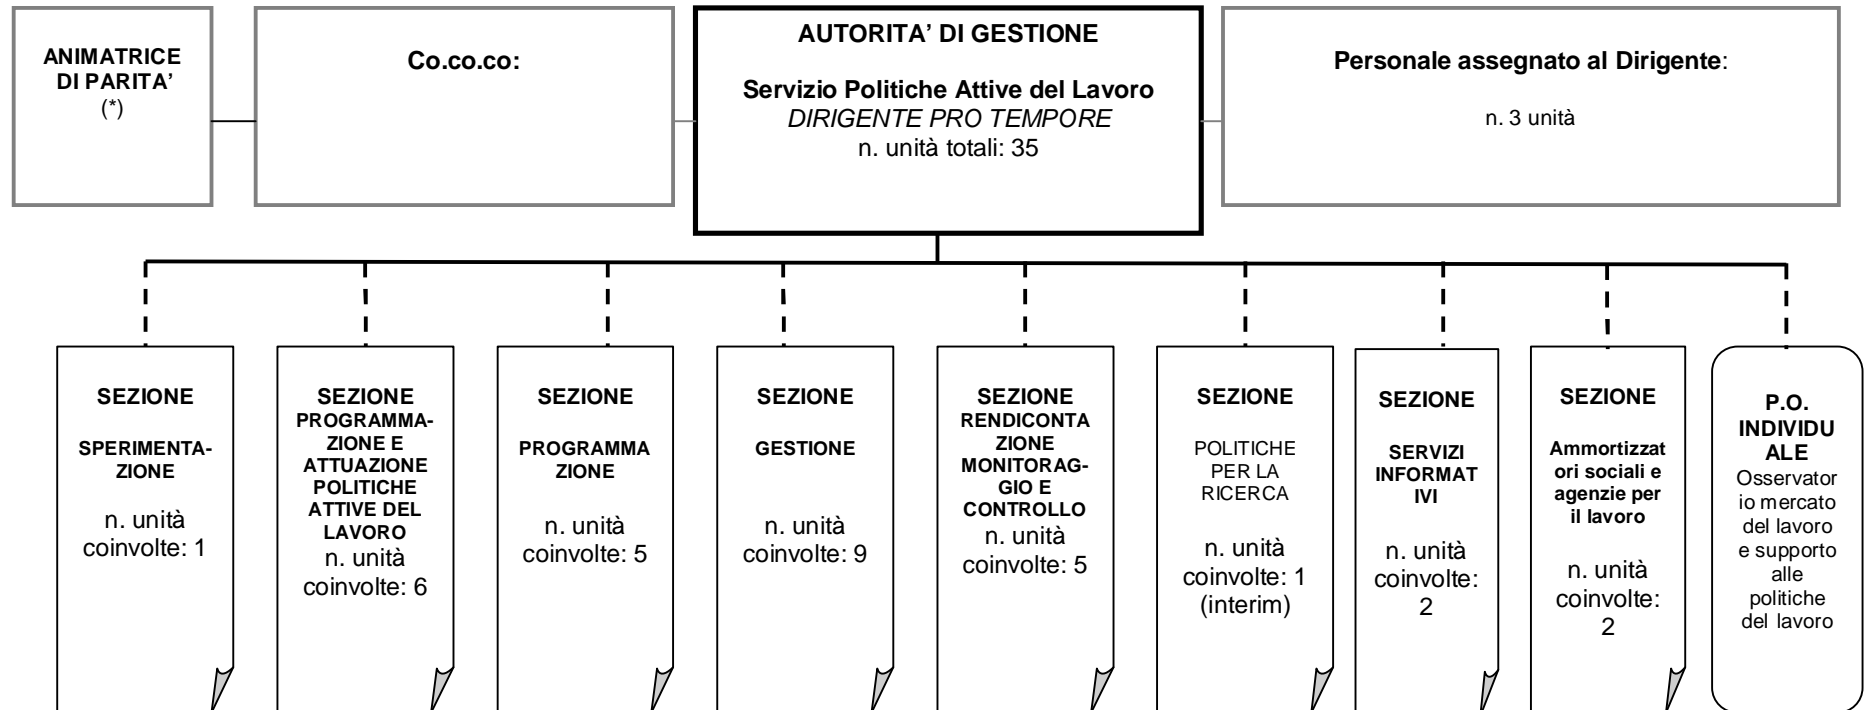 ANIMATRICE
DI PARITA’
(*)
Co.co.co:
AUTORITA’ DI GESTIONE
Servizio Politiche Attive del Lavoro
DIRIGENTE PRO TEMPORE
n. unità totali: 35
Personale assegnato al Dirigente:
n. 3 unità
SEZIONE
SPERIMENTA-
ZIONE
n. unità
coinvolte: 1
SEZIONE
PROGRAMMA-
ZIONE E
ATTUAZIONE
POLITICHE
ATTIVE DEL
LAVORO
n. unità
coinvolte: 6
SEZIONE
PROGRAMMA
ZIONE
n. unità
coinvolte: 5
SEZIONE
GESTIONE
n. unità
coinvolte: 9
SEZIONE
RENDICONTA
ZIONE
MONITORAG-
GIO E
CONTROLLO
n. unità
coinvolte: 5
SEZIONE
POLITICHE
PER LA
RICERCA
n. unità
coinvolte: 1
(interim)
SEZIONE
SERVIZI
INFORMAT
IVI
n. unità
coinvolte:
2
SEZIONE
Ammortizzat
ori sociali e
agenzie per
il lavoro
n. unità
coinvolte:
2
P.O.
INDIVIDU
ALE
Osservator
io mercato
del lavoro
e supporto
alle
politiche
del lavoro